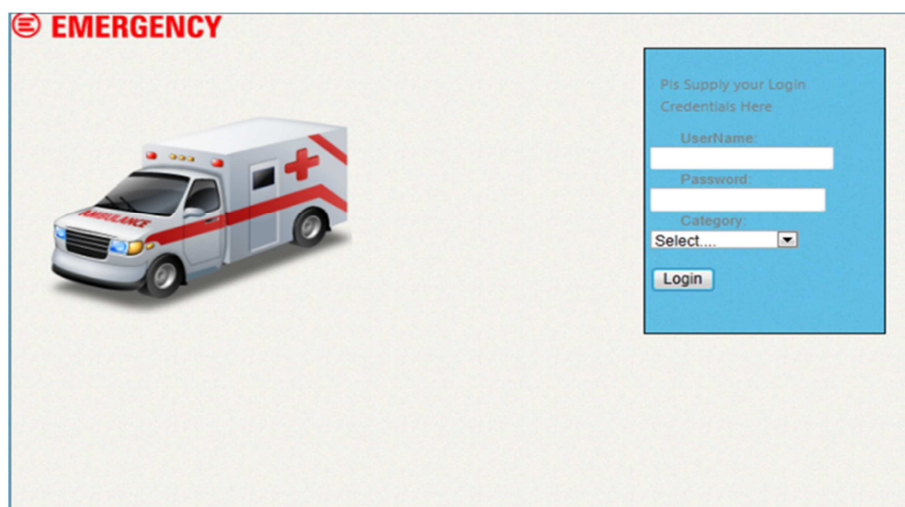 EMERGENCY
AMBULANCE
Pls Supply your Login
Credentials Here
UserName:
Password:
Category:
Select....
Login